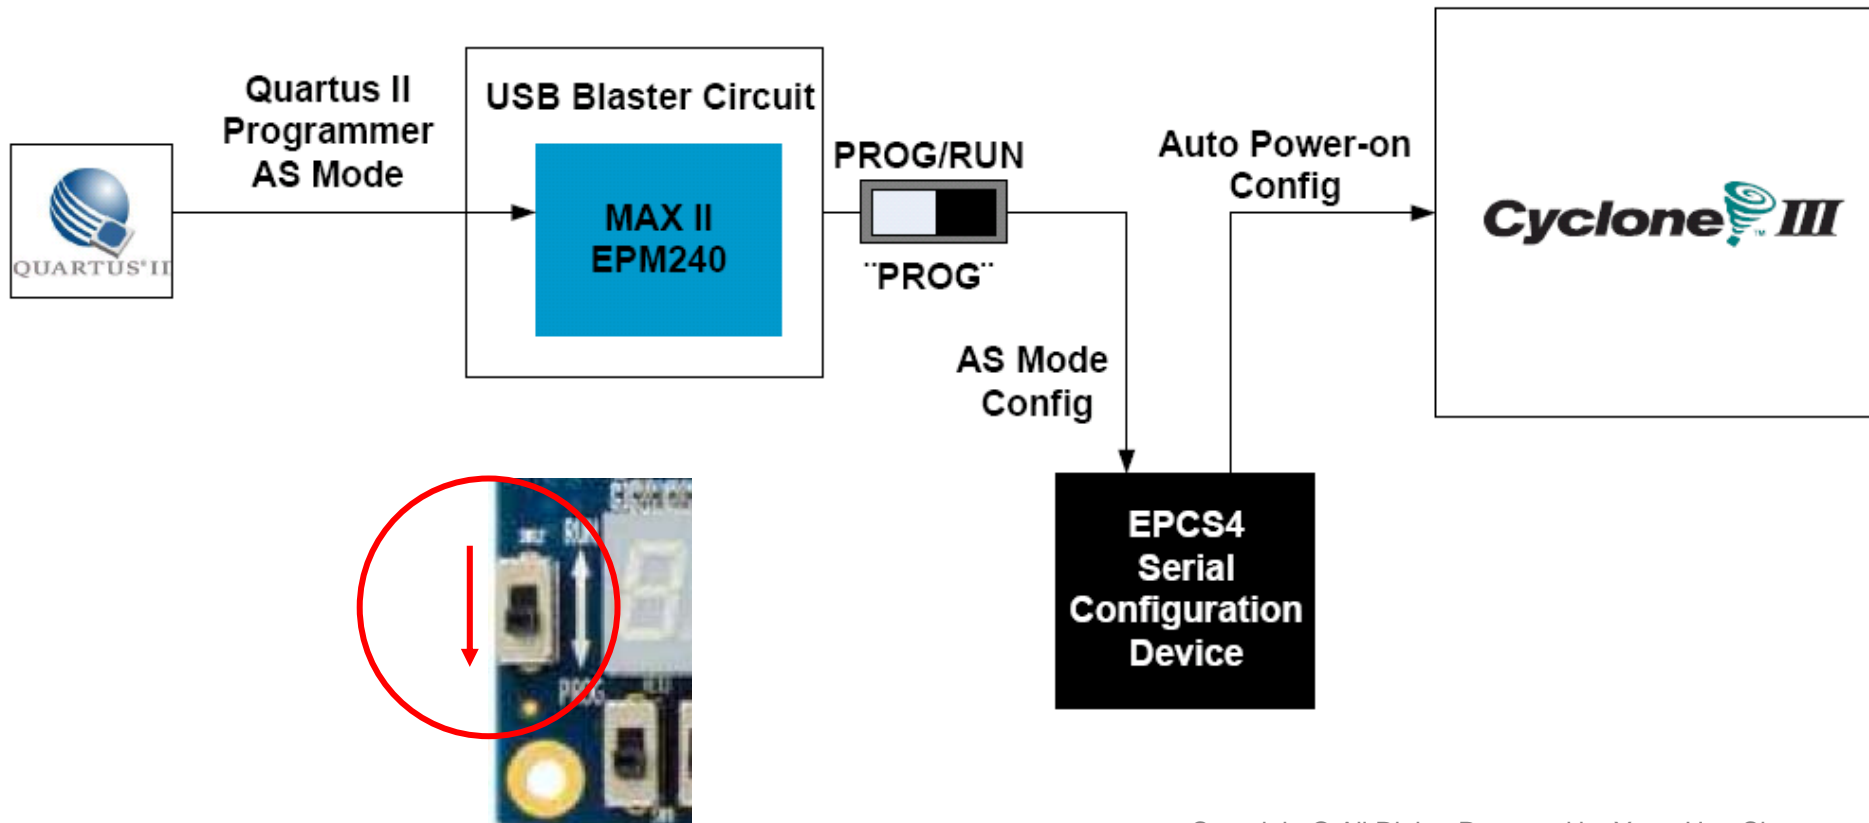 Quartus II
Programmer
AS Mode
QUARTUS® II
USB Blaster Circuit
MAX II
EPM240
PROG/RUN
¨PROG¨
AS Mode
Config
Auto Power-on
Config
Cyclone™ III
EPCS4
Serial
Configuration
Device
RUN
PROG